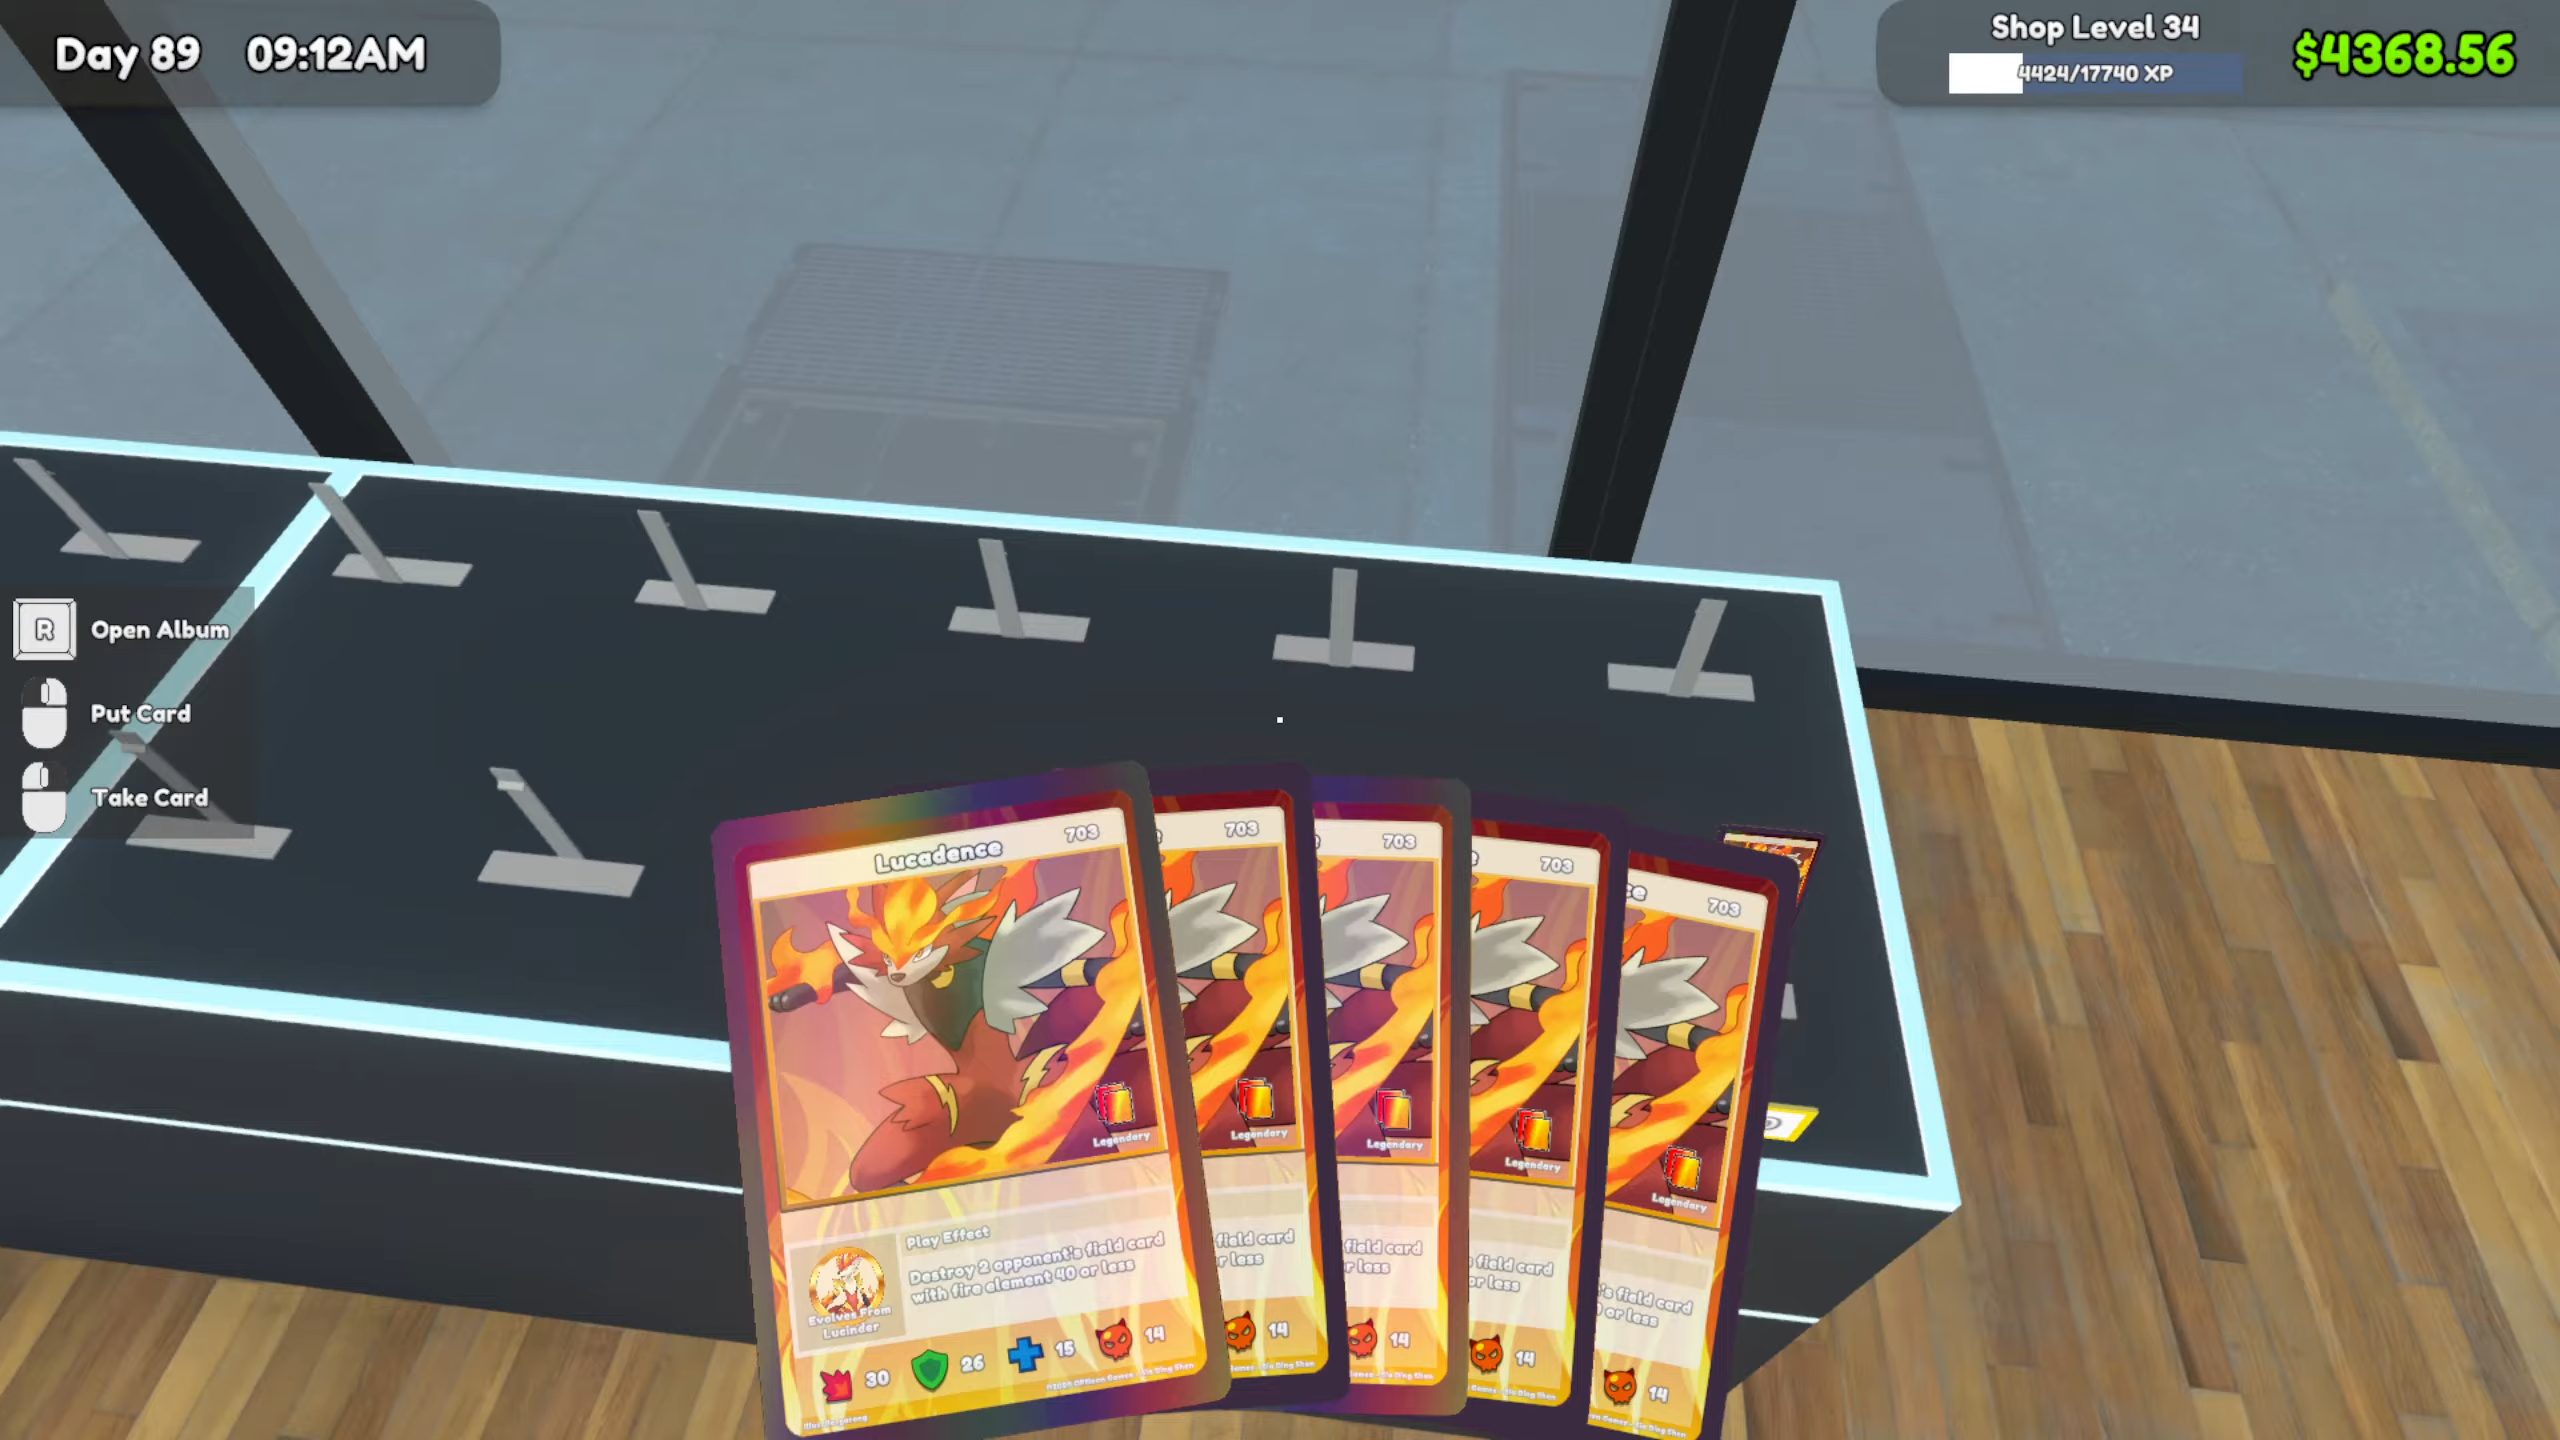 Day 89 09:12AM
Shop Level 34
4424/17740 XP
$4368.56
R Open Album
Put Card
Take Card
Lucadence 703
703
703
703
ce 703
Legendary
Legendary
Legendary
Legendary
Legendary
Play Effect
Destroy 2 opponent's field card
with fire element 40 or less
Evolves From
Lucinder
field card
r less
field card
r less
field card
or less
's field card
or less
30 26 15 14
14
14
14
14